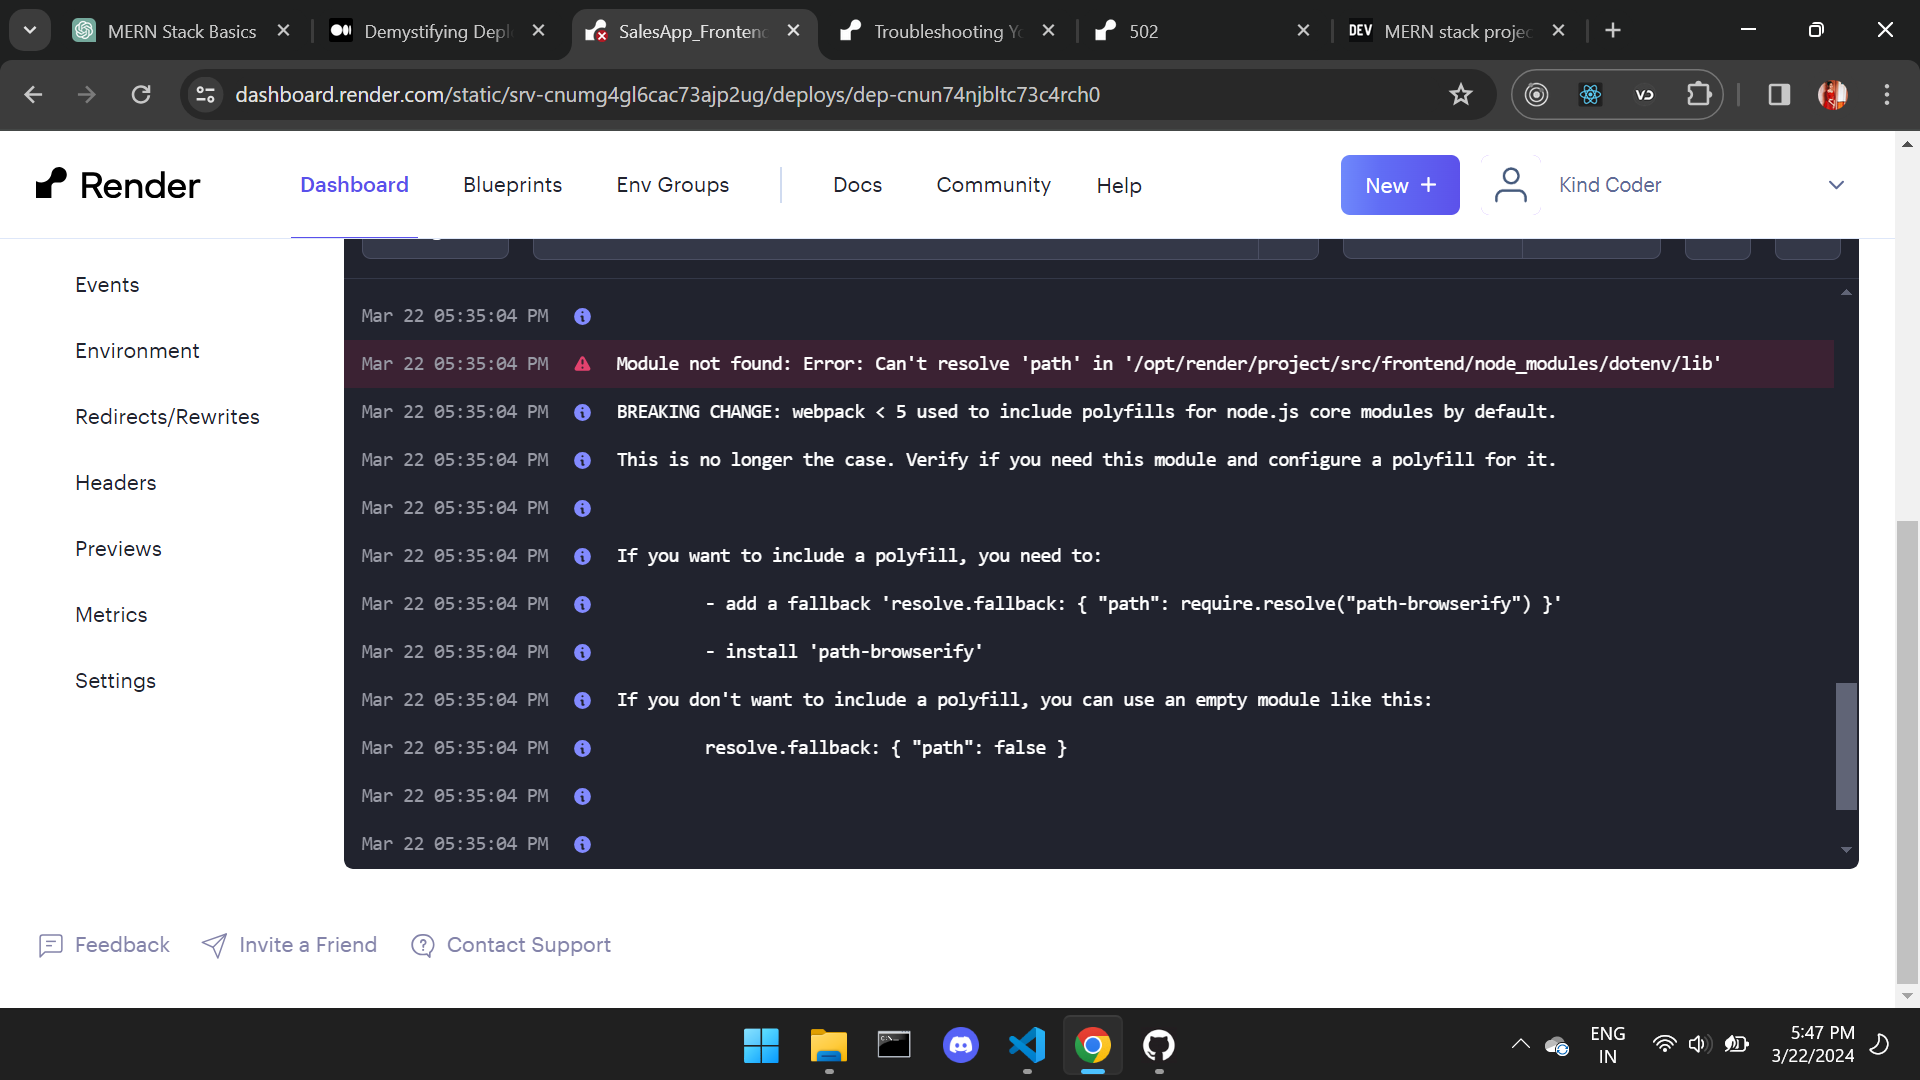 MERN Stack Basics
Demystifying Depl
SalesApp_Frontenc
Troubleshooting Yo
502
DEV
MERN stack projec
dashboard.render.com/static/srv-cnumg4gl6cac73ajp2ug/deploys/dep-cnun74njbltc73c4rch0
Render
Dashboard
Blueprints
Env Groups
Docs
Community
Help
New +
Kind Coder
Events
Environment
Redirects/Rewrites
Headers
Previews
Metrics
Settings
Mar 22 05:35:04 PM
Mar 22 05:35:04 PM Module not found: Error: Can't resolve 'path' in '/opt/render/project/src/frontend/node_modules/dotenv/lib'
Mar 22 05:35:04 PM BREAKING CHANGE: webpack < 5 used to include polyfills for node.js core modules by default.
Mar 22 05:35:04 PM This is no longer the case. Verify if you need this module and configure a polyfill for it.
Mar 22 05:35:04 PM
Mar 22 05:35:04 PM If you want to include a polyfill, you need to:
Mar 22 05:35:04 PM - add a fallback 'resolve.fallback: { "path": require.resolve("path-browserify") }'
Mar 22 05:35:04 PM - install 'path-browserify'
Mar 22 05:35:04 PM If you don't want to include a polyfill, you can use an empty module like this:
Mar 22 05:35:04 PM resolve.fallback: { "path": false }
Mar 22 05:35:04 PM
Mar 22 05:35:04 PM
Feedback
Invite a Friend
Contact Support
ENG
IN
5:47 PM
3/22/2024